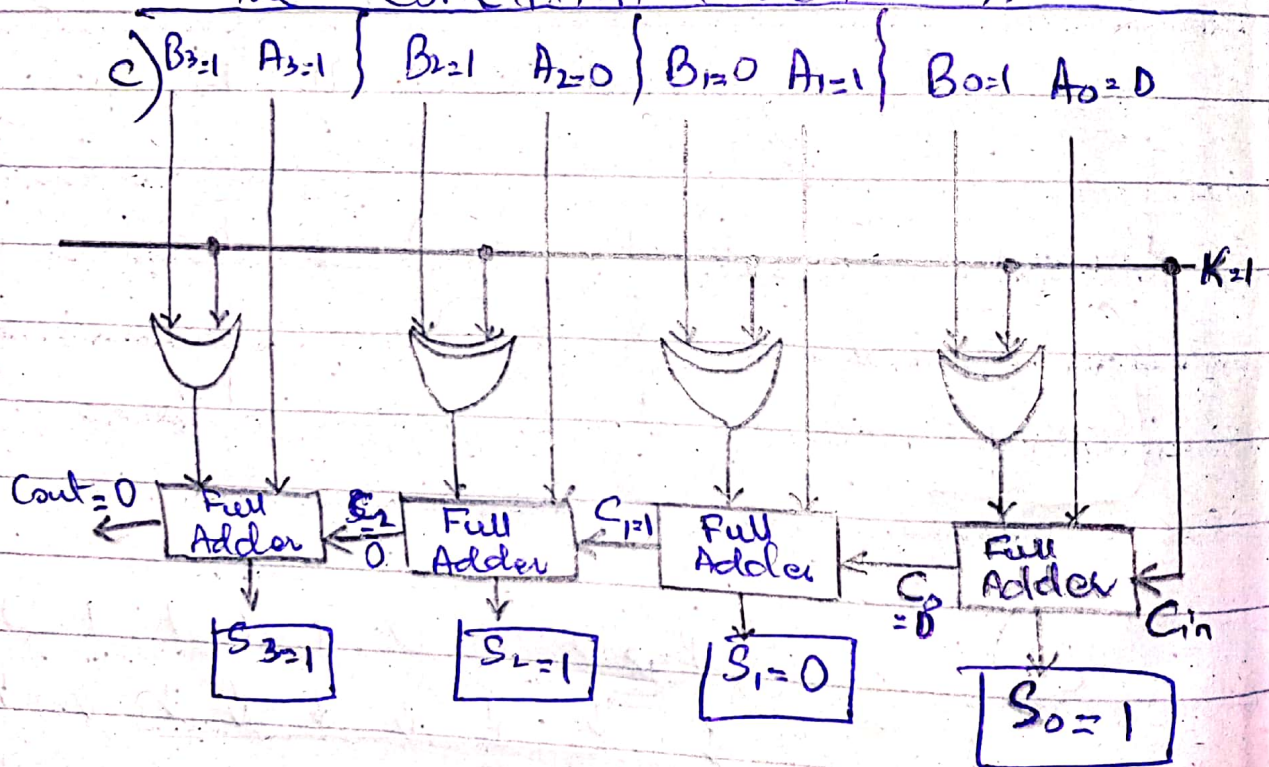 c) B3=1 A3=1 } B2=1 A2=0 } B1=0 A1=1 } B0=1 A0=0
K=1
Cout=0 Full Adder C2=0 Full Adder C1=1 Full Adder C0=0 Full Adder Cin
S3=1 S2=1 S1=0 S0=1